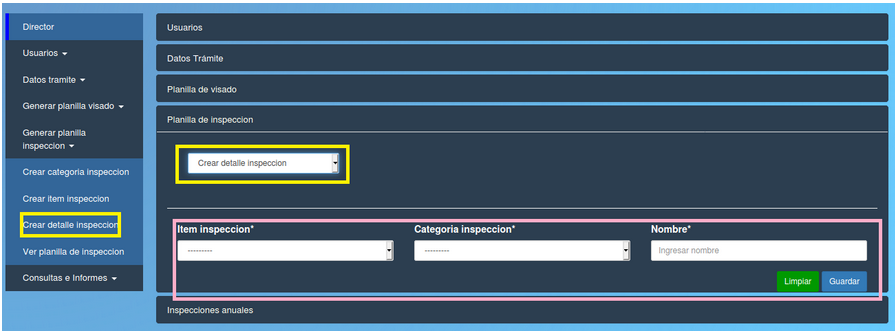 Director
Usuarios
Datos tramite
Generar planilla visado
Generar planilla
inspeccion
Crear categoria inspeccion
Crear item inspeccion
Crear detalle inspeccion
Ver planilla de inspeccion
Consultas e Informes
Usuarios
Datos Trámite
Planilla de visado
Planilla de inspeccion
Crear detalle inspeccion
Item inspeccion* Categoria inspeccion* Nombre*
--------- --------- Ingresar nombre
Limpiar Guardar
Inspecciones anuales